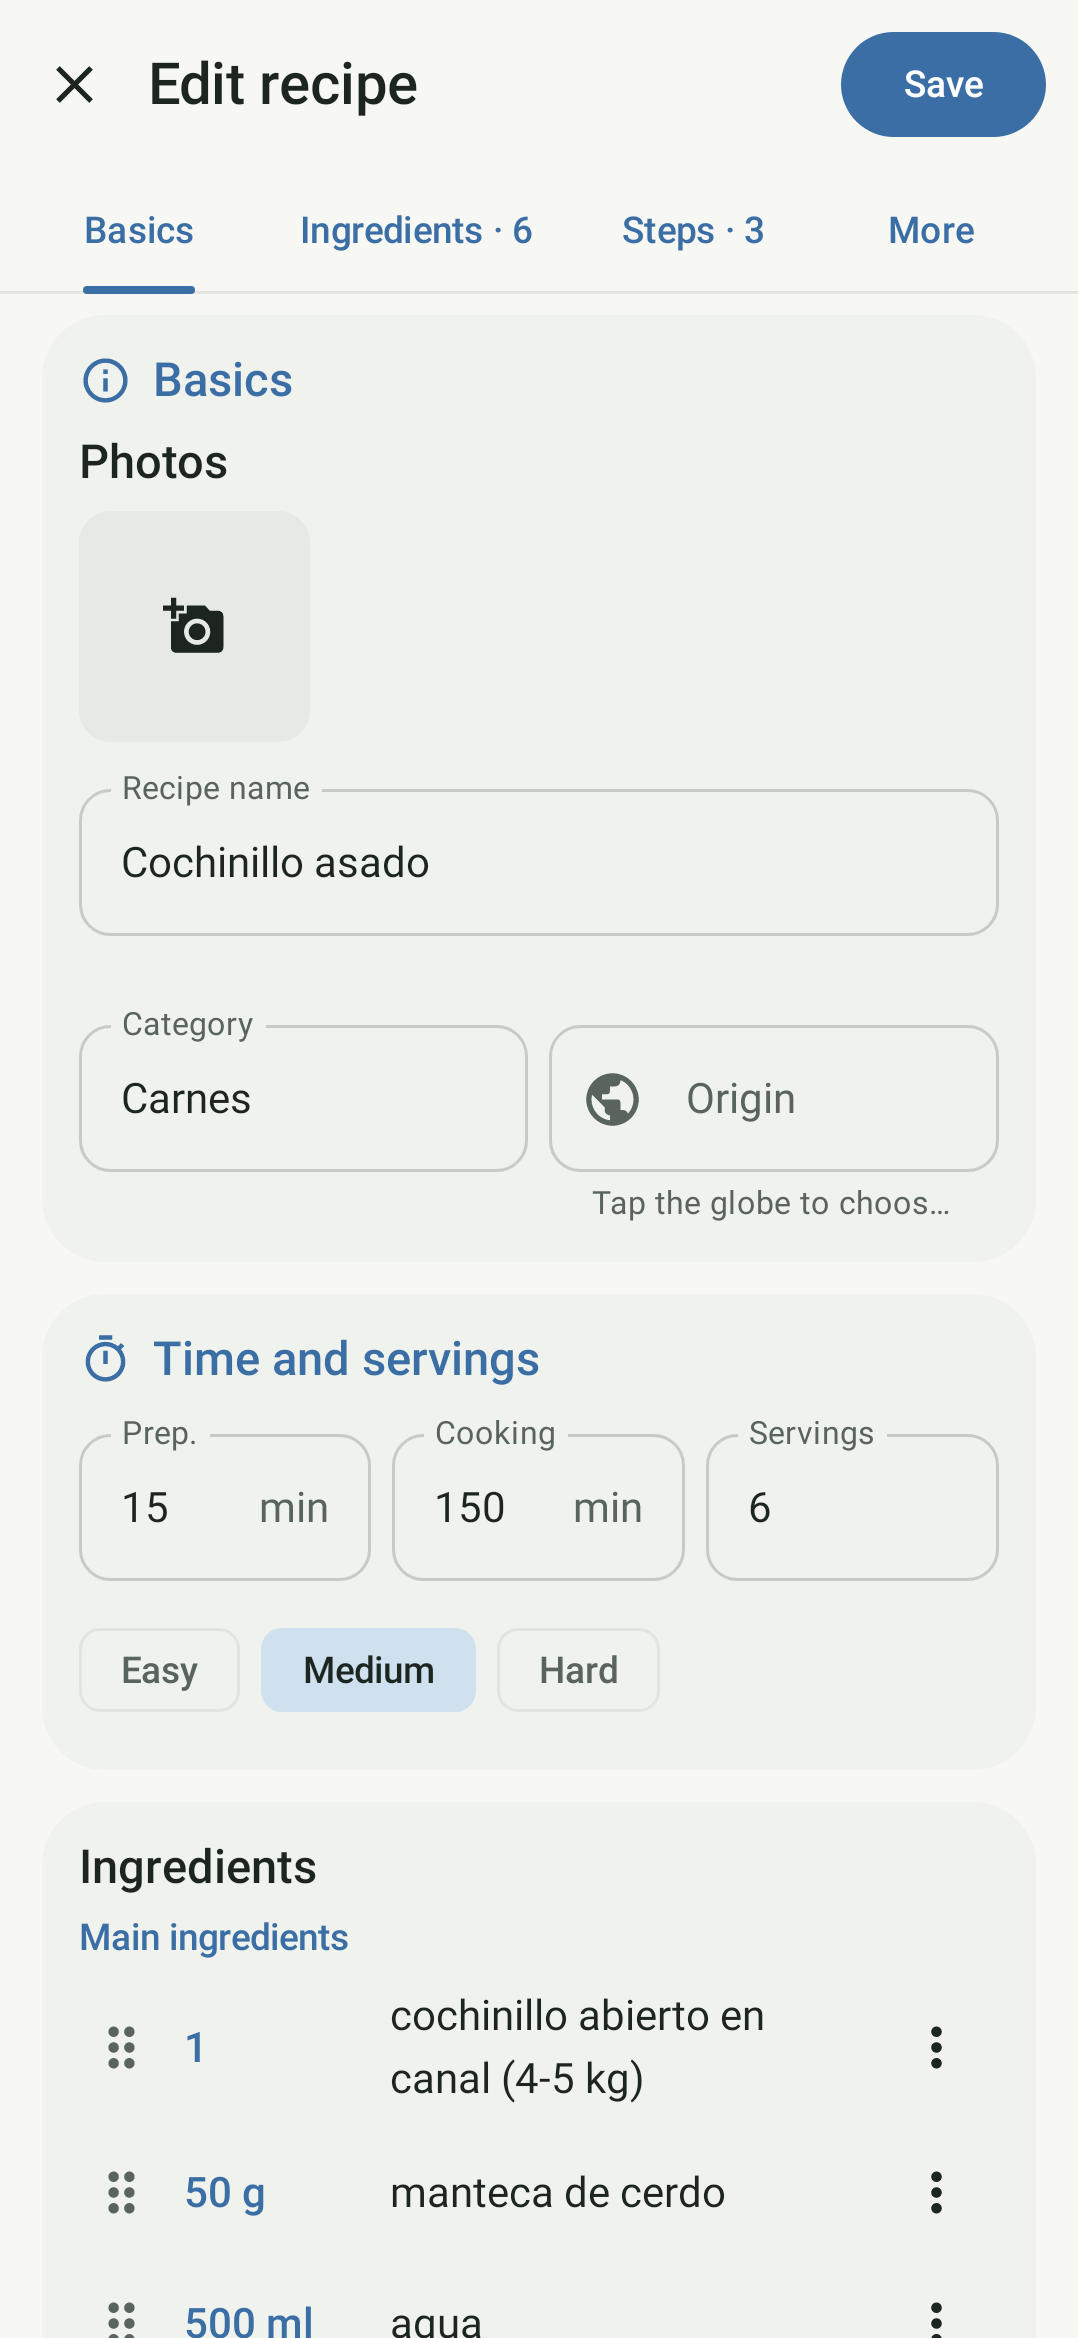 Edit recipe
Save
Basics
Ingredients · 6
Steps · 3
More
Basics
Photos
Recipe name
Cochinillo asado
Category
Carnes
Origin
Tap the globe to choos…
Time and servings
Prep.
15 min
Cooking
150 min
Servings
6
Easy
Medium
Hard
Ingredients
Main ingredients
1
cochinillo abierto en
canal (4-5 kg)
50 g
manteca de cerdo
500 ml
agua